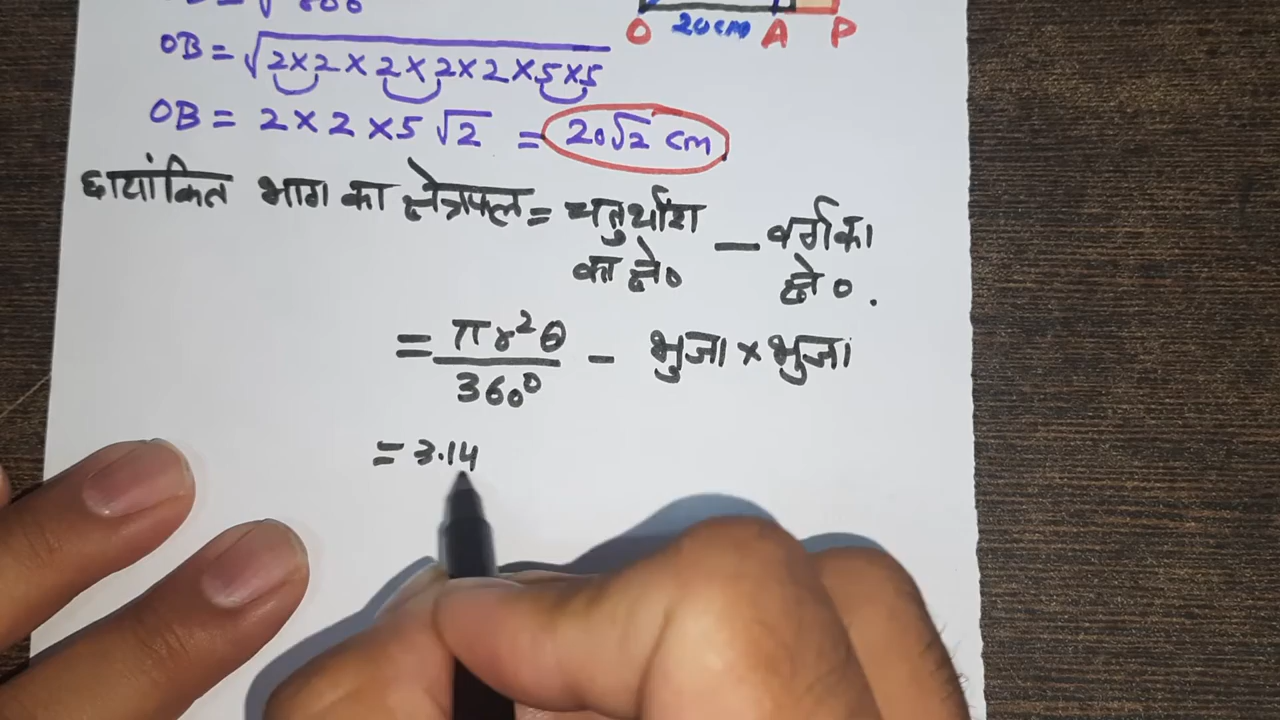 O 20cm A P
OB = √2×2×2×2×2×5×5
OB = 2×2×5√2 = 20√2 cm
छायांकित भाग का क्षेत्रफल = चतुर्थांश का क्षे० — वर्ग का क्षे०.
= πr²θ/360° - भुजा × भुजा
= 3.14